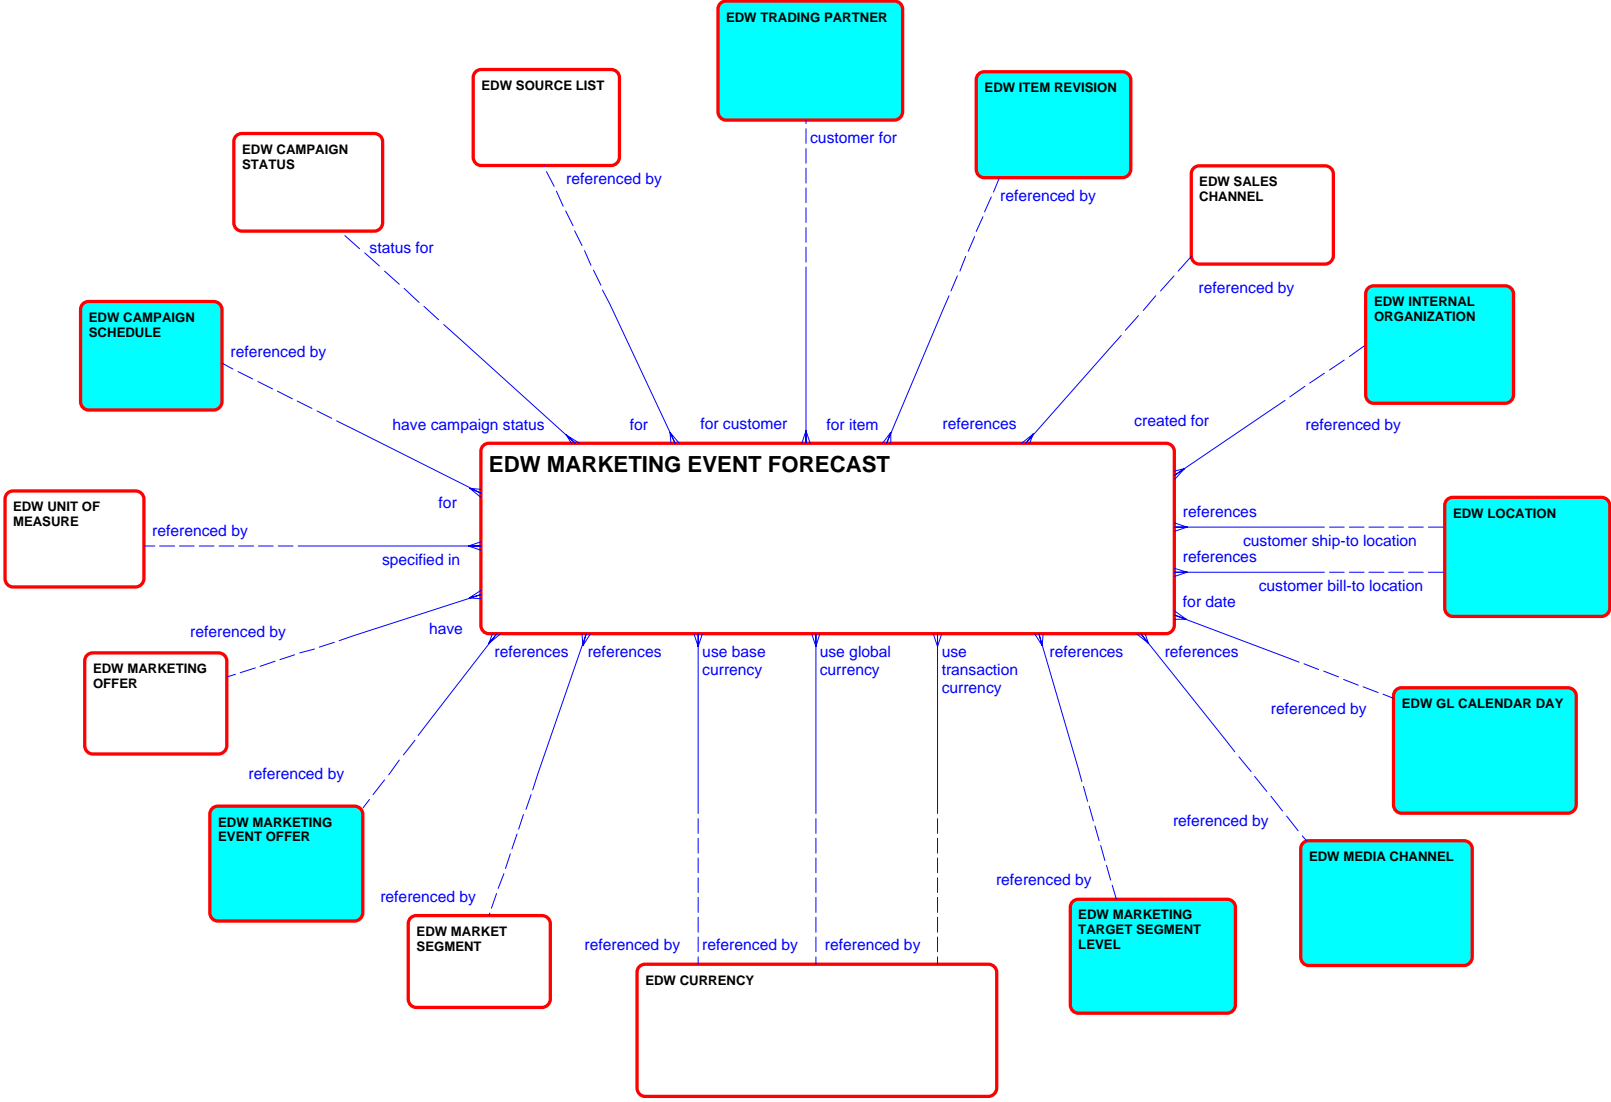 EDW TRADING PARTNER
EDW SOURCE LIST
EDW ITEM REVISION
customer for
EDW CAMPAIGN
STATUS
referenced by
referenced by
EDW SALES
CHANNEL
status for
referenced by
EDW INTERNAL
ORGANIZATION
EDW CAMPAIGN
SCHEDULE
referenced by
have campaign status
for
for customer
for item
references
created for
referenced by
EDW MARKETING EVENT FORECAST
for
EDW UNIT OF
MEASURE
referenced by
specified in
references
EDW LOCATION
customer ship-to location
references
customer bill-to location
for date
referenced by
have
EDW MARKETING
OFFER
references
references
use base
currency
use global
currency
use
transaction
currency
references
references
EDW GL CALENDAR DAY
referenced by
referenced by
EDW MARKETING
EVENT OFFER
referenced by
EDW MEDIA CHANNEL
referenced by
referenced by
EDW MARKET
SEGMENT
EDW MARKETING
TARGET SEGMENT
LEVEL
referenced by
referenced by
referenced by
EDW CURRENCY